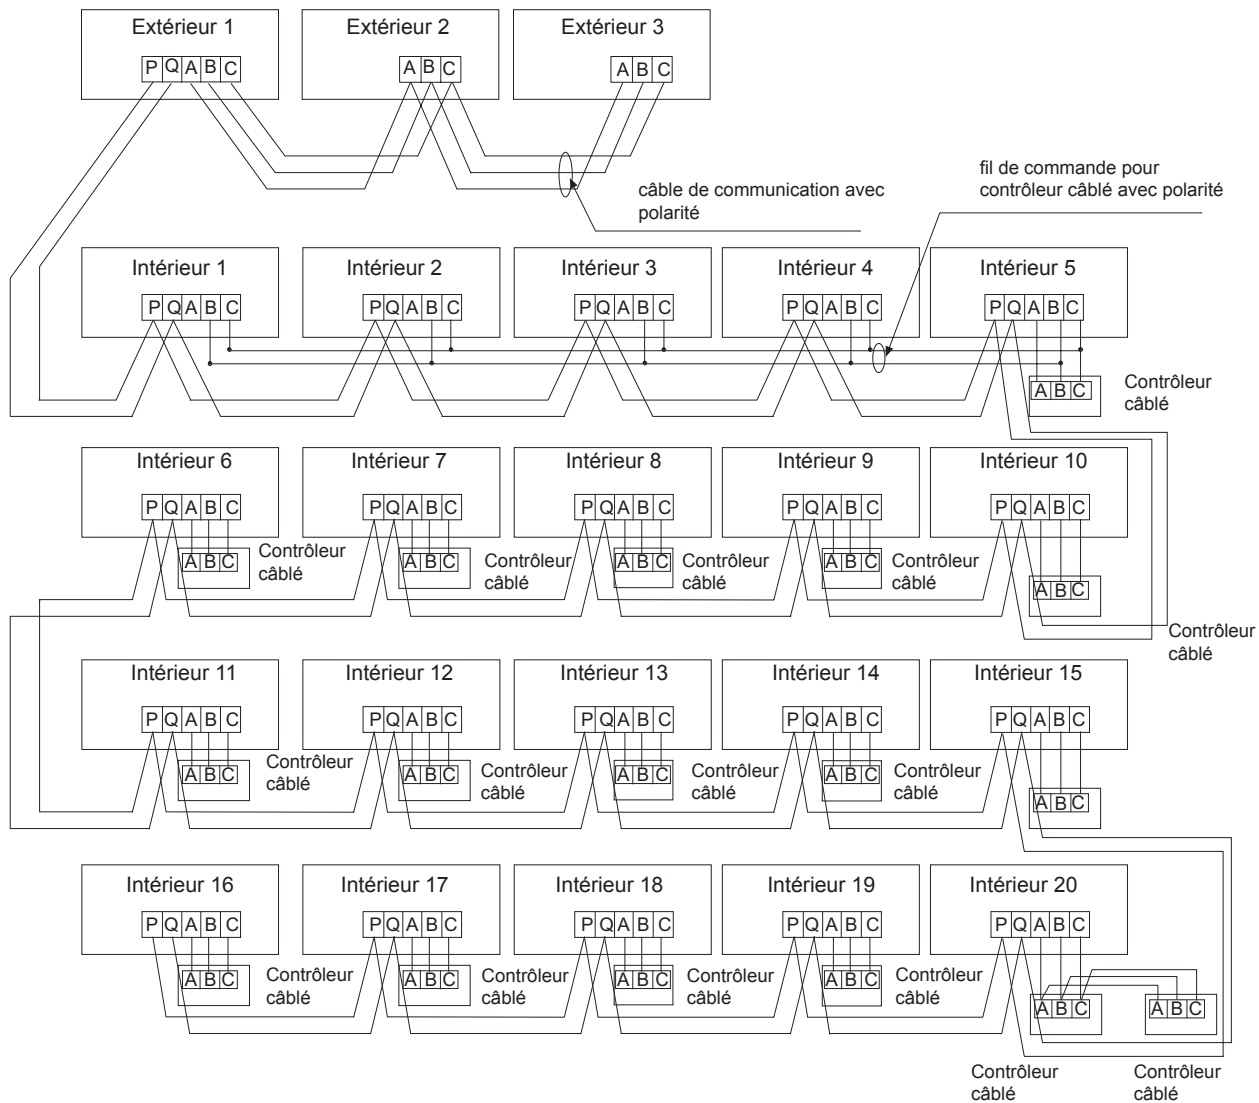 Extérieur 1
Extérieur 2
Extérieur 3
P Q A B C
A B C
A B C
câble de communication avec
polarité
fil de commande pour
contrôleur câblé avec polarité
Intérieur 1
Intérieur 2
Intérieur 3
Intérieur 4
Intérieur 5
P Q A B C
P Q A B C
P Q A B C
P Q A B C
P Q A B C
A B C
Contrôleur
câblé
Intérieur 6
Intérieur 7
Intérieur 8
Intérieur 9
Intérieur 10
P Q A B C
P Q A B C
P Q A B C
P Q A B C
P Q A B C
A B C
Contrôleur
câblé
A B C
Contrôleur
câblé
A B C
Contrôleur
câblé
A B C
Contrôleur
câblé
A B C
Contrôleur
câblé
Intérieur 11
Intérieur 12
Intérieur 13
Intérieur 14
Intérieur 15
P Q A B C
P Q A B C
P Q A B C
P Q A B C
P Q A B C
A B C
Contrôleur
câblé
A B C
Contrôleur
câblé
A B C
Contrôleur
câblé
A B C
Contrôleur
câblé
A B C
Intérieur 16
Intérieur 17
Intérieur 18
Intérieur 19
Intérieur 20
P Q A B C
P Q A B C
P Q A B C
P Q A B C
P Q A B C
A B C
Contrôleur
câblé
A B C
Contrôleur
câblé
A B C
Contrôleur
câblé
A B C
Contrôleur
câblé
A B C
A B C
Contrôleur
câblé
Contrôleur
câblé